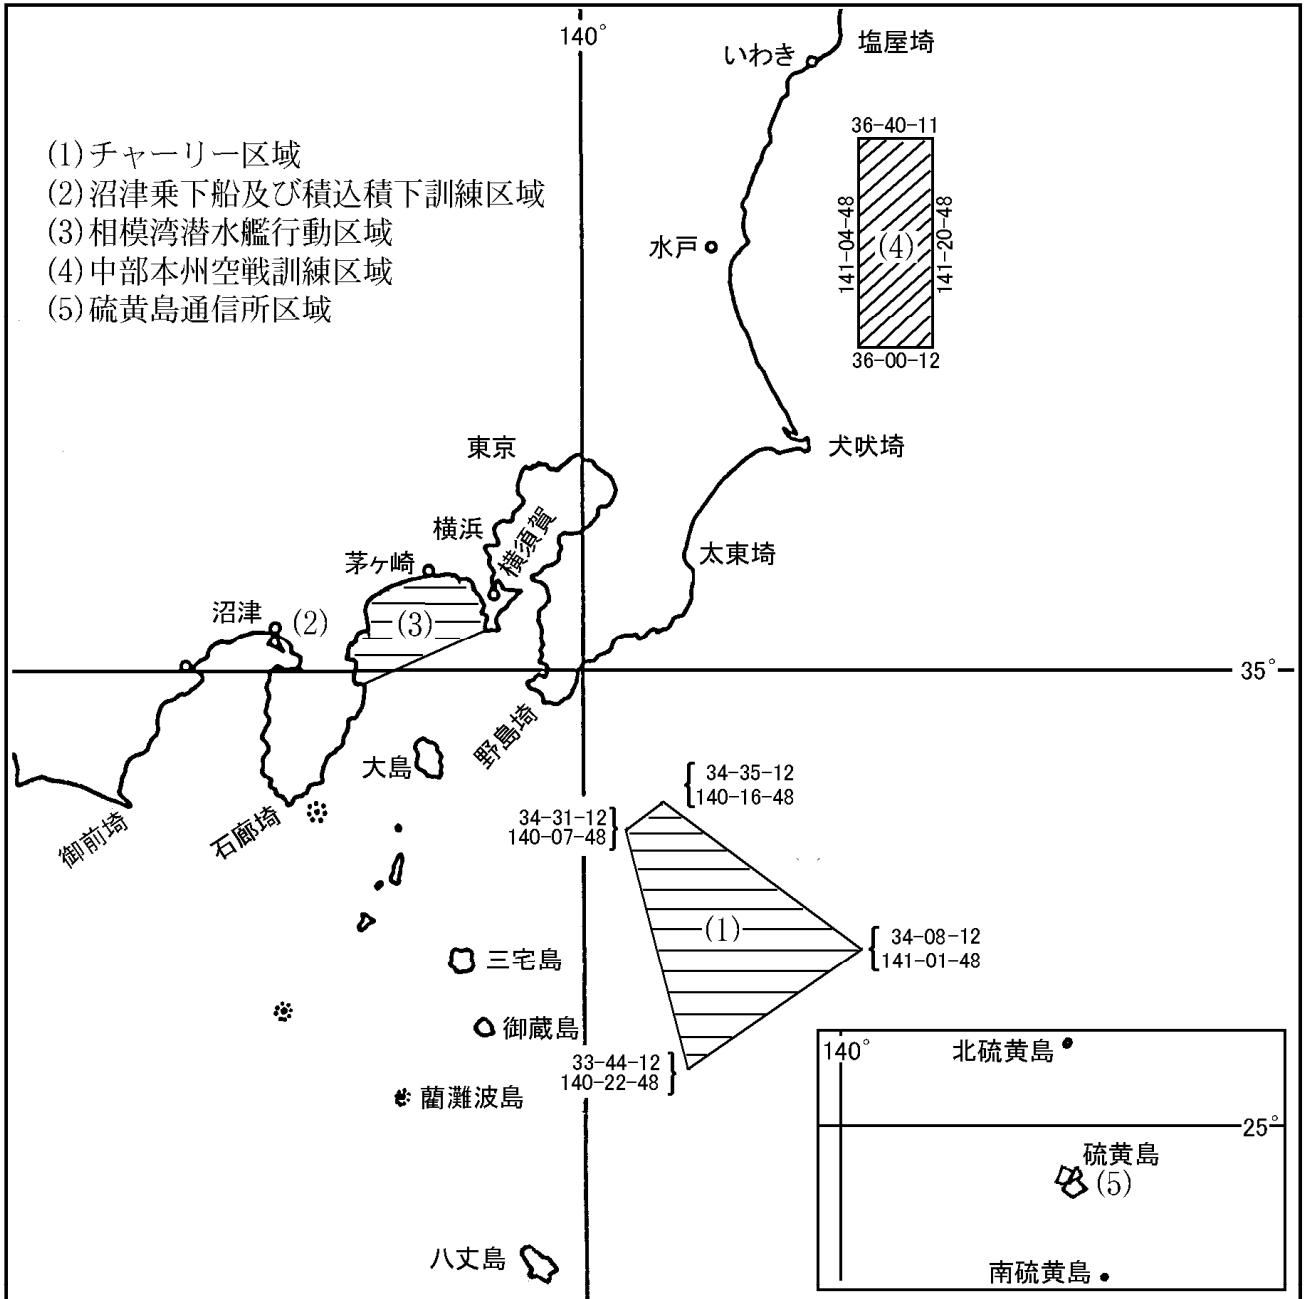 140°
いわき
塩屋埼
(1)チャーリー区域
(2)沼津乗下船及び積込積下訓練区域
(3)相模湾潜水艦行動区域
(4)中部本州空戦訓練区域
(5)硫黄島通信所区域
36-40-11
141-04-48
(4)
141-20-48
36-00-12
水戸
犬吠埼
東京
横浜
横須賀
太東埼
茅ヶ崎
沼津
(2)
(3)
35°
野島埼
大島
御前埼
石廊埼
34-35-12
140-16-48
34-31-12
140-07-48
(1)
34-08-12
141-01-48
三宅島
御蔵島
33-44-12
140-22-48
藺灘波島
八丈島
140°
北硫黄島
25°
硫黄島
(5)
南硫黄島